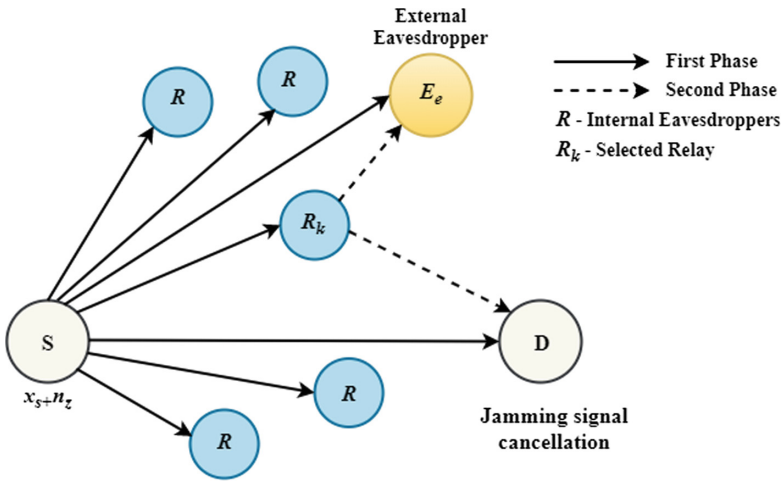 External
Eavesdropper
First Phase
Second Phase
R - Internal Eavesdroppers
Rk - Selected Relay
R
R
Ee
Rk
S
xs+nz
D
R
R
Jamming signal
cancellation